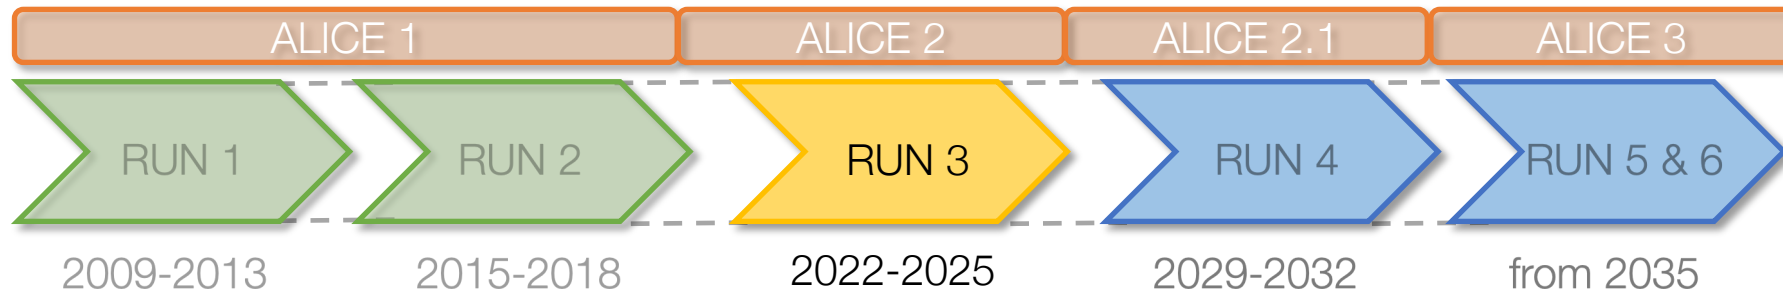 ALICE 1 ALICE 2 ALICE 2.1 ALICE 3
RUN 1 RUN 2 RUN 3 RUN 4 RUN 5 & 6
2009-2013 2015-2018 2022-2025 2029-2032 from 2035